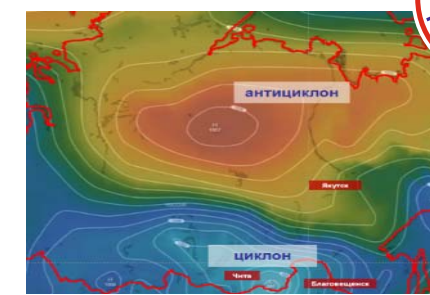 антициклон
Якутск
циклон
Чита
Благовещенск